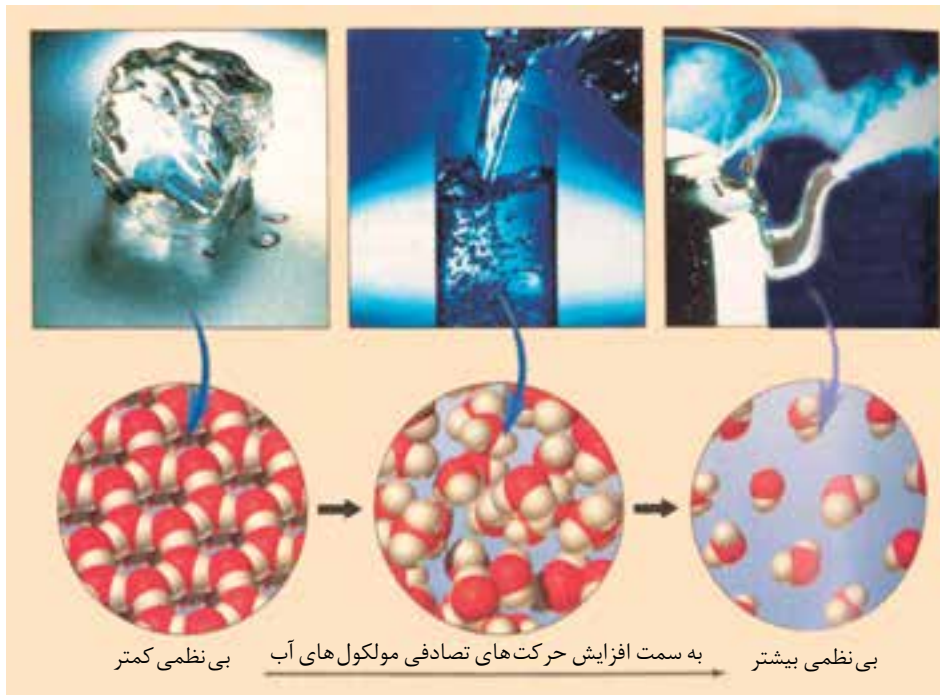 بی‌نظمی کمتر
به سمت افزایش حرکت‌های تصادفی مولکول‌های آب
بی‌نظمی بیشتر